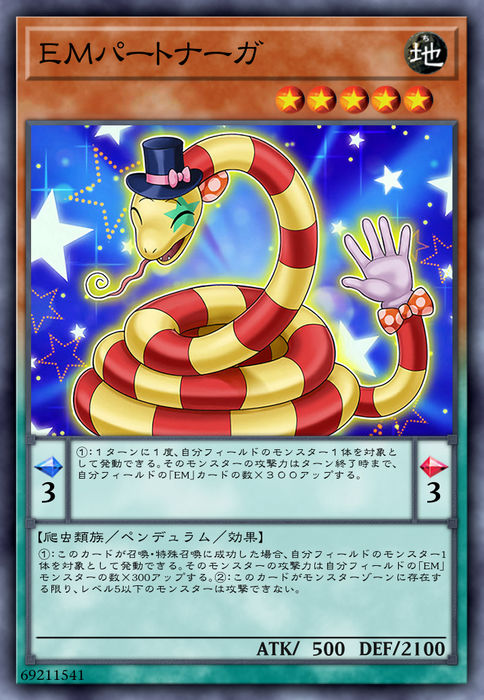 EMパートナーガ
地
ち
①:1ターンに1度、自分フィールドのモンスター1体を対象と
して発動できる。そのモンスターの攻撃力はターン終了時まで、
自分フィールドの「EM」カードの数×300アップする。
3
3
【爬虫類族/ペンデュラム/効果】
①:このカードが召喚・特殊召喚に成功した場合、自分フィールドのモンスター1
体を対象として発動できる。そのモンスターの攻撃力は自分フィールドの「EM」
モンスターの数×300アップする。②:このカードがモンスターゾーンに存在す
る限り、レベル5以下のモンスターは攻撃できない。
ATK/ 500 DEF/2100
69211541